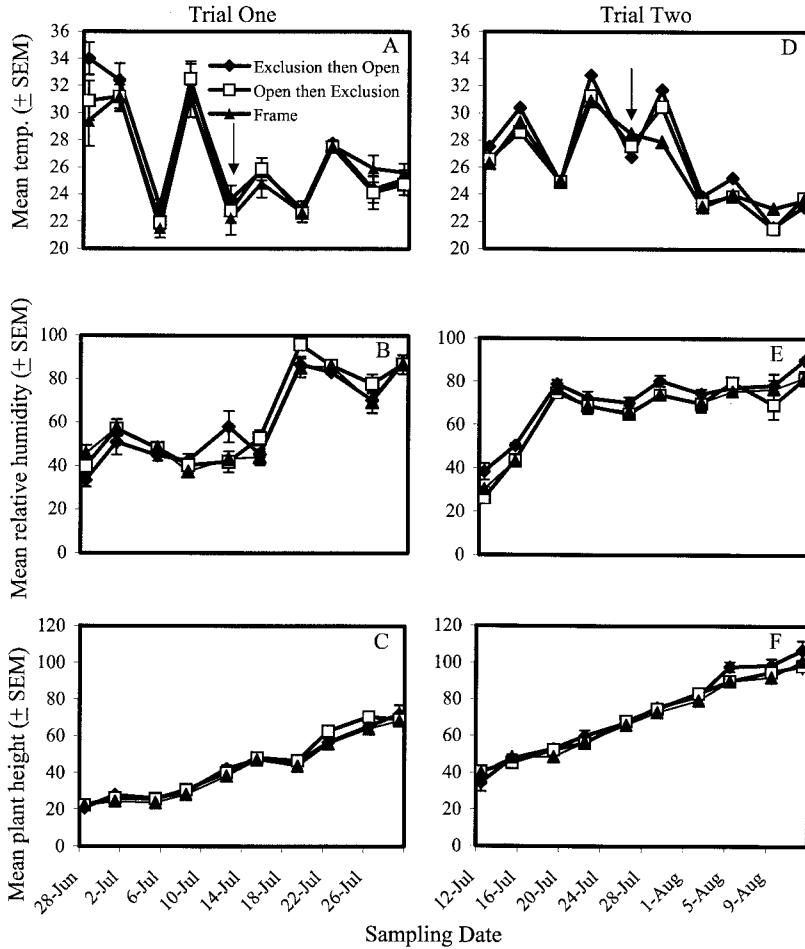 Trial One
Trial Two
Mean temp. (± SEM)
36
34
32
30
28
26
24
22
20
A
Exclusion then Open
Open then Exclusion
Frame
36
34
32
30
28
26
24
22
20
D
Mean relative humidity (± SEM)
100
80
60
40
20
0
B
100
80
60
40
20
0
E
Mean plant height (± SEM)
120
100
80
60
40
20
0
C
120
100
80
60
40
20
0
F
28-Jun
2-Jul
6-Jul
10-Jul
14-Jul
18-Jul
22-Jul
26-Jul
12-Jul
16-Jul
20-Jul
24-Jul
28-Jul
1-Aug
5-Aug
9-Aug
Sampling Date